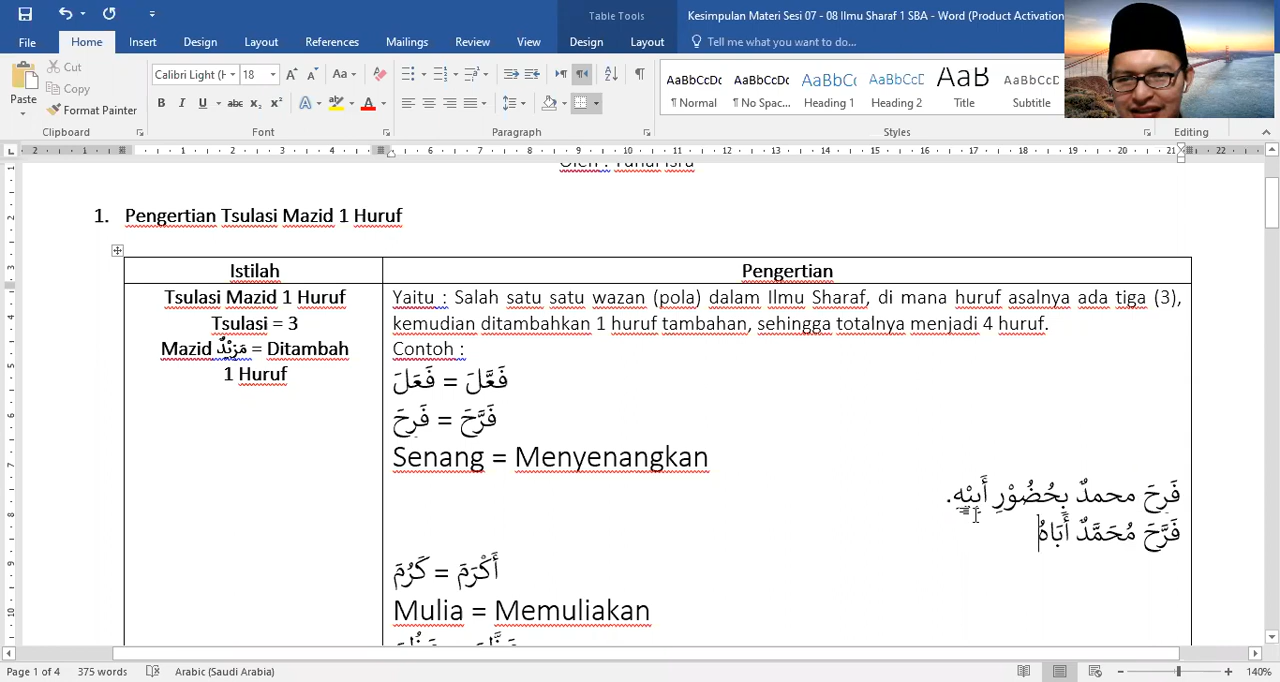 Table Tools
Kesimpulan Materi Sesi 07 - 08 Ilmu Sharaf 1 SBA - Word (Product Activation
File Home Insert Design Layout References Mailings Review View Design Layout Tell me what you want to do...
Paste
Cut
Copy
Format Painter
Calibri Light (H 18
AaBbCcDc AaBbCcDc AaBbCc AaBbCcC AaB AaBbCcD
¶ Normal ¶ No Spac... Heading 1 Heading 2 Title Subtitle
Clipboard Font Paragraph Styles Editing
1. Pengertian Tsulasi Mazid 1 Huruf
Istilah Pengertian
Tsulasi Mazid 1 Huruf
Tsulasi = 3
Mazid مَزِيْدٌ = Ditambah
1 Huruf
Yaitu : Salah satu satu wazan (pola) dalam Ilmu Sharaf, di mana huruf asalnya ada tiga (3),
kemudian ditambahkan 1 huruf tambahan, sehingga totalnya menjadi 4 huruf.
Contoh :
فَعَلَ = فَعَّلَ
فَرِحَ = فَرَّحَ
Senang = Menyenangkan
فَرِحَ محمدٌ بِحُضُوْرِ أَبِيْهِ.
فَرَّحَ مُحَمَّدٌ أَبَاهُ
كَرُمَ = أَكْرَمَ
Mulia = Memuliakan
Page 1 of 4 375 words Arabic (Saudi Arabia) 140%